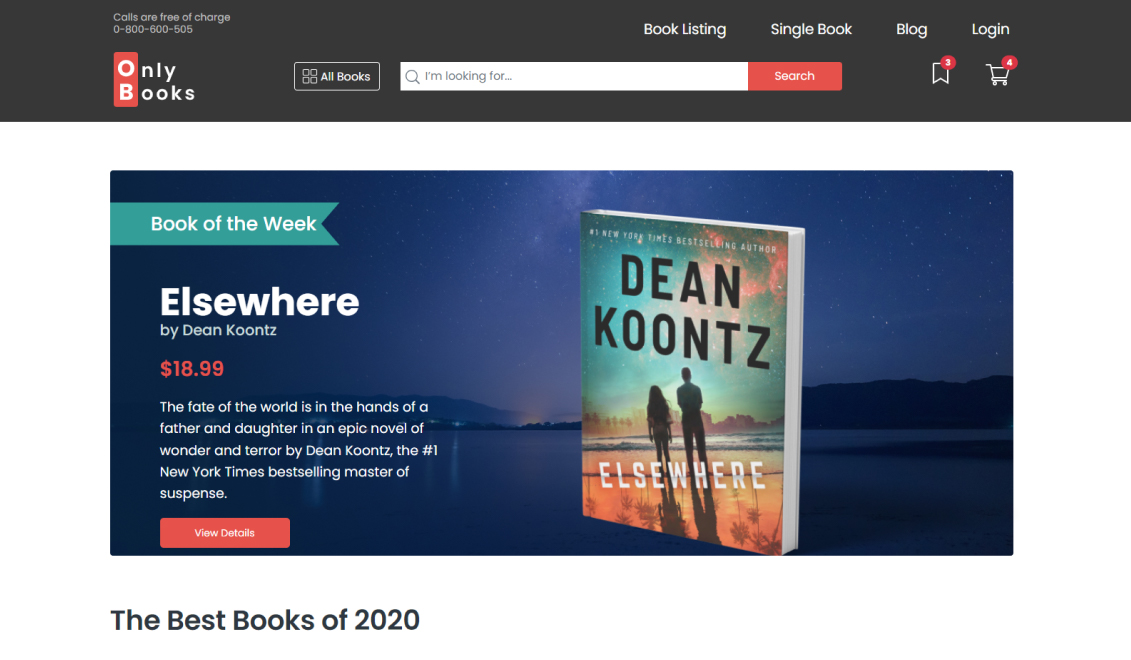 Calls are free of charge
0-800-600-505
Book Listing
Single Book
Blog
Login
Only
Books
All Books
I'm looking for...
Search
3
4
Book of the Week
Elsewhere
by Dean Koontz
$18.99
The fate of the world is in the hands of a
father and daughter in an epic novel of
wonder and terror by Dean Koontz, the #1
New York Times bestselling master of
suspense.
View Details
#1 NEW YORK TIMES BESTSELLING AUTHOR
DEAN
KOONTZ
ELSEWHERE
The Best Books of 2020